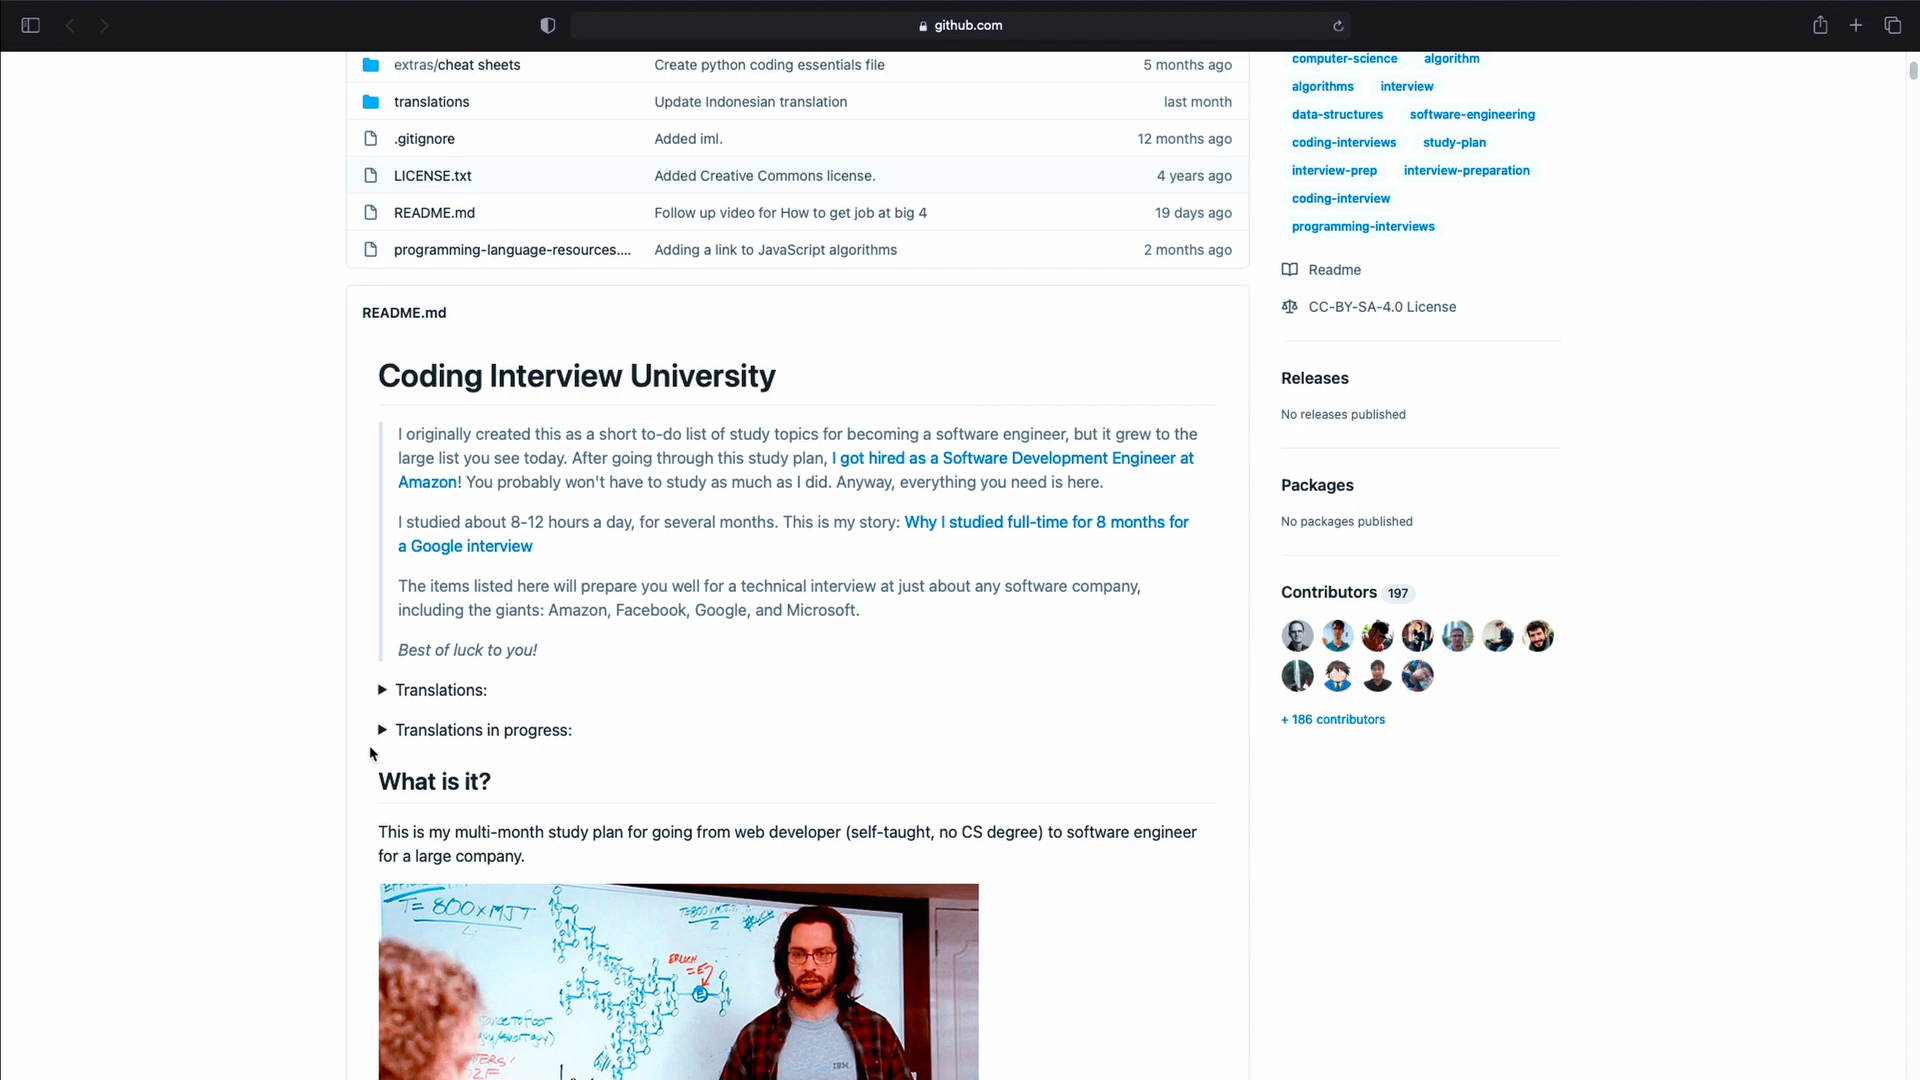 github.com
extras/cheat sheets Create python coding essentials file 5 months ago
translations Update Indonesian translation last month
.gitignore Added iml. 12 months ago
LICENSE.txt Added Creative Commons license. 4 years ago
README.md Follow up video for How to get job at big 4 19 days ago
programming-language-resources.... Adding a link to JavaScript algorithms 2 months ago
README.md
Coding Interview University
I originally created this as a short to-do list of study topics for becoming a software engineer, but it grew to the
large list you see today. After going through this study plan, I got hired as a Software Development Engineer at
Amazon! You probably won't have to study as much as I did. Anyway, everything you need is here.
I studied about 8-12 hours a day, for several months. This is my story: Why I studied full-time for 8 months for
a Google interview
The items listed here will prepare you well for a technical interview at just about any software company,
including the giants: Amazon, Facebook, Google, and Microsoft.
Best of luck to you!
Translations:
Translations in progress:
What is it?
This is my multi-month study plan for going from web developer (self-taught, no CS degree) to software engineer
for a large company.
T= 800xMJT
ERLICH
=E?
E
IBM
computer-science algorithm
algorithms interview
data-structures software-engineering
coding-interviews study-plan
interview-prep interview-preparation
coding-interview
programming-interviews
Readme
CC-BY-SA-4.0 License
Releases
No releases published
Packages
No packages published
Contributors 197
+ 186 contributors